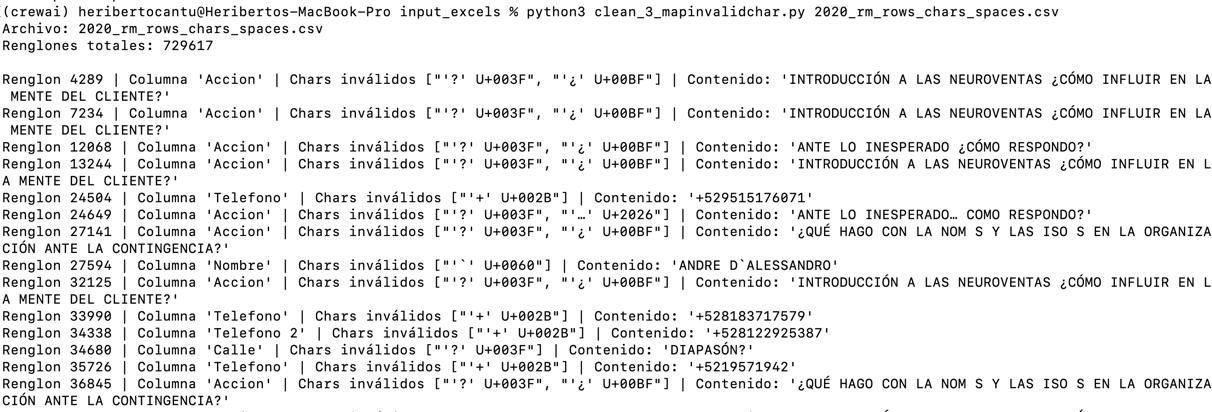 (crewai) heribertocantu@Heribertos-MacBook-Pro input_excels % python3 clean_3_mapinvalidchar.py 2020_rm_rows_chars_spaces.csv
Archivo: 2020_rm_rows_chars_spaces.csv
Renglones totales: 729617
Renglon 4289 | Columna 'Accion' | Chars inválidos ["'?' U+003F", "'¿' U+00BF"] | Contenido: 'INTRODUCCIÓN A LAS NEUROVENTAS ¿CÓMO INFLUIR EN LA
 MENTE DEL CLIENTE?'
Renglon 7234 | Columna 'Accion' | Chars inválidos ["'?' U+003F", "'¿' U+00BF"] | Contenido: 'INTRODUCCIÓN A LAS NEUROVENTAS ¿CÓMO INFLUIR EN LA
 MENTE DEL CLIENTE?'
Renglon 12068 | Columna 'Accion' | Chars inválidos ["'?' U+003F", "'¿' U+00BF"] | Contenido: 'ANTE LO INESPERADO ¿CÓMO RESPONDO?'
Renglon 13244 | Columna 'Accion' | Chars inválidos ["'?' U+003F", "'¿' U+00BF"] | Contenido: 'INTRODUCCIÓN A LAS NEUROVENTAS ¿CÓMO INFLUIR EN L
A MENTE DEL CLIENTE?'
Renglon 24504 | Columna 'Telefono' | Chars inválidos ["'+' U+002B"] | Contenido: '+529515176071'
Renglon 24649 | Columna 'Accion' | Chars inválidos ["'?' U+003F", "'…' U+2026"] | Contenido: 'ANTE LO INESPERADO… COMO RESPONDO?'
Renglon 27141 | Columna 'Accion' | Chars inválidos ["'?' U+003F", "'¿' U+00BF"] | Contenido: '¿QUÉ HAGO CON LA NOM S Y LAS ISO S EN LA ORGANIZA
CIÓN ANTE LA CONTINGENCIA?'
Renglon 27594 | Columna 'Nombre' | Chars inválidos ["'`' U+0060"] | Contenido: 'ANDRE D`ALESSANDRO'
Renglon 32125 | Columna 'Accion' | Chars inválidos ["'?' U+003F", "'¿' U+00BF"] | Contenido: 'INTRODUCCIÓN A LAS NEUROVENTAS ¿CÓMO INFLUIR EN L
A MENTE DEL CLIENTE?'
Renglon 33990 | Columna 'Telefono' | Chars inválidos ["'+' U+002B"] | Contenido: '+528183717579'
Renglon 34338 | Columna 'Telefono 2' | Chars inválidos ["'+' U+002B"] | Contenido: '+528122925387'
Renglon 34680 | Columna 'Calle' | Chars inválidos ["'?' U+003F"] | Contenido: 'DIAPASÓN?'
Renglon 35726 | Columna 'Telefono' | Chars inválidos ["'+' U+002B"] | Contenido: '+5219571942'
Renglon 36845 | Columna 'Accion' | Chars inválidos ["'?' U+003F", "'¿' U+00BF"] | Contenido: '¿QUÉ HAGO CON LA NOM S Y LAS ISO S EN LA ORGANIZA
CIÓN ANTE LA CONTINGENCIA?'